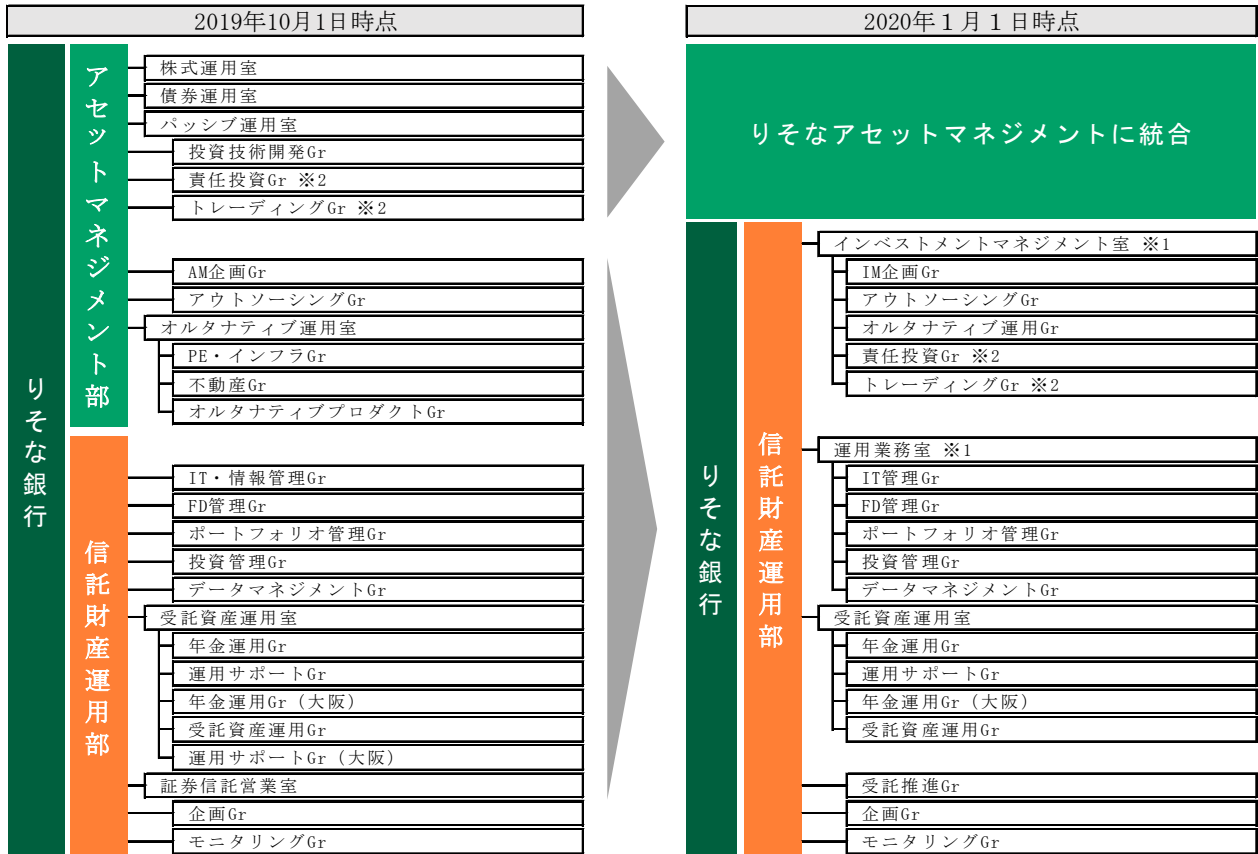 2019年10月1日時点
りそな銀行
アセットマネジメント部
株式運用室
債券運用室
パッシブ運用室
投資技術開発Gr
責任投資Gr ※2
トレーディングGr ※2
AM企画Gr
アウトソーシングGr
オルタナティブ運用室
PE・インフラGr
不動産Gr
オルタナティブプロダクトGr
信託財産運用部
IT・情報管理Gr
FD管理Gr
ポートフォリオ管理Gr
投資管理Gr
データマネジメントGr
受託資産運用室
年金運用Gr
運用サポートGr
年金運用Gr（大阪）
受託資産運用Gr
運用サポートGr（大阪）
証券信託営業室
企画Gr
モニタリングGr
2020年１月１日時点
りそなアセットマネジメントに統合
りそな銀行
信託財産運用部
インベストメントマネジメント室 ※1
IM企画Gr
アウトソーシングGr
オルタナティブ運用Gr
責任投資Gr ※2
トレーディングGr ※2
運用業務室 ※1
IT管理Gr
FD管理Gr
ポートフォリオ管理Gr
投資管理Gr
データマネジメントGr
受託資産運用室
年金運用Gr
運用サポートGr
年金運用Gr（大阪）
受託資産運用Gr
受託推進Gr
企画Gr
モニタリングGr